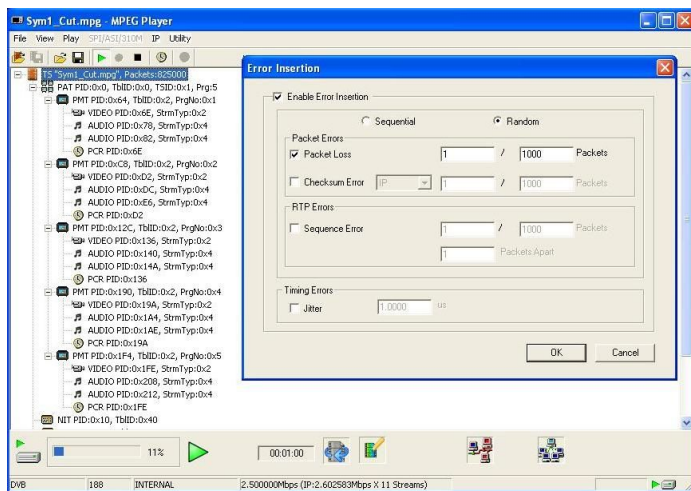 Sym1_Cut.mpg - MPEG Player
File View Play SPI/ASI/310M IP Utility
TS "Sym1_Cut.mpg", Packets:825000
PAT PID:0x0, TblID:0x0, TSID:0x1, Prg:5
PMT PID:0x64, TblID:0x2, PrgNo:0x1
VIDEO PID:0x6E, StrmTyp:0x2
AUDIO PID:0x78, StrmTyp:0x4
AUDIO PID:0x82, StrmTyp:0x4
PCR PID:0x6E
PMT PID:0xC8, TblID:0x2, PrgNo:0x2
VIDEO PID:0xD2, StrmTyp:0x2
AUDIO PID:0xDC, StrmTyp:0x4
AUDIO PID:0xE6, StrmTyp:0x4
PCR PID:0xD2
PMT PID:0x12C, TblID:0x2, PrgNo:0x3
VIDEO PID:0x136, StrmTyp:0x2
AUDIO PID:0x140, StrmTyp:0x4
AUDIO PID:0x14A, StrmTyp:0x4
PCR PID:0x136
PMT PID:0x190, TblID:0x2, PrgNo:0x4
VIDEO PID:0x19A, StrmTyp:0x2
AUDIO PID:0x1A4, StrmTyp:0x4
AUDIO PID:0x1AE, StrmTyp:0x4
PCR PID:0x19A
PMT PID:0x1F4, TblID:0x2, PrgNo:0x5
VIDEO PID:0x1FE, StrmTyp:0x2
AUDIO PID:0x208, StrmTyp:0x4
AUDIO PID:0x212, StrmTyp:0x4
PCR PID:0x1FE
NIT PID:0x10, TblID:0x40
Error Insertion
Enable Error Insertion
Sequential Random
Packet Errors
Packet Loss 1 / 1000 Packets
Checksum Error IP 1 / 1000 Packets
RTP Errors
Sequence Error 1 / 1000 Packets
1 Packets Apart
Timing Errors
Jitter 1.0000 us
OK Cancel
11% 00:01:00
DVB 188 INTERNAL 2.500000Mbps (IP:2.602583Mbps X 11 Streams)